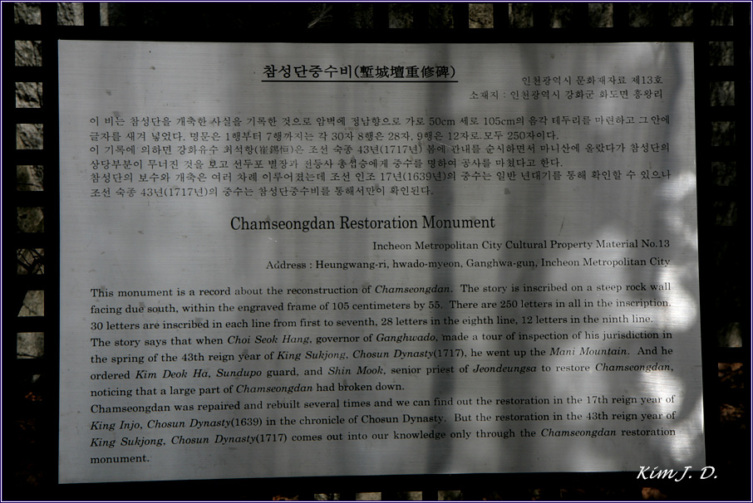 참성단중수비(塹城壇重修碑)
인천광역시 문화재자료 제13호
소재지 : 인천광역시 강화군 화도면 흥왕리
이 비는 참성단을 개축한 사실을 기록한 것으로 암벽에 정남향으로 가로 50cm 세로 105cm의 음각 테두리를 마련하고 그 안에
글자를 새겨 넣었다. 명문은 1행부터 7행까지는 각 30자 8행은 28자, 9행은 12자로 모두 250자이다.
이 기록에 의하면 강화유수 최석항(崔錫恒)은 조선 숙종 43년(1717년) 봄에 관내를 순시하면서 마니산에 올랐다가 참성단의
상당부분이 무너진 것을 보고 선두포 별장과 전등사 총섭승에게 중수를 명하여 공사를 마쳤다고 한다.
참성단의 보수와 개축은 여러 차례 이루어졌는데 조선 인조 17년(1639년)의 중수는 일반 년대기를 통해 확인할 수 있으나
조선 숙종 43년(1717년)의 중수는 참성단중수비를 통해서만이 확인된다.
Chamseongdan Restoration Monument
Incheon Metropolitan City Cultural Property Material No.13
Address : Heungwang-ri, hwado-myeon, Ganghwa-gun, Incheon Metropolitan City
This monument is a record about the reconstruction of Chamseongdan. The story is inscribed on a steep rock wall
facing due south, within the engraved frame of 105 centimeters by 55. There are 250 letters in all in the inscription.
30 letters are inscribed in each line from first to seventh, 28 letters in the eighth line, 12 letters in the ninth line.
The story says that when Choi Seok Hang, governor of Ganghwado, made a tour of inspection of his jurisdiction in
the spring of the 43th reign year of King Sukjong, Chosun Dynasty(1717), he went up the Mani Mountain. And he
ordered Kim Deok Ha, Sundupo guard, and Shin Mook, senior priest of Jeondeungsa to restore Chamseongdan,
noticing that a large part of Chamseongdan had broken down.
Chamseongdan was repaired and rebuilt several times and we can find out the restoration in the 17th reign year of
King Injo, Chosun Dynasty(1639) in the chronicle of Chosun Dynasty. But the restoration in the 43th reign year of
King Sukjong, Chosun Dynasty(1717) comes out into our knowledge only through the Chamseongdan restoration
monument.
Kim J. D.